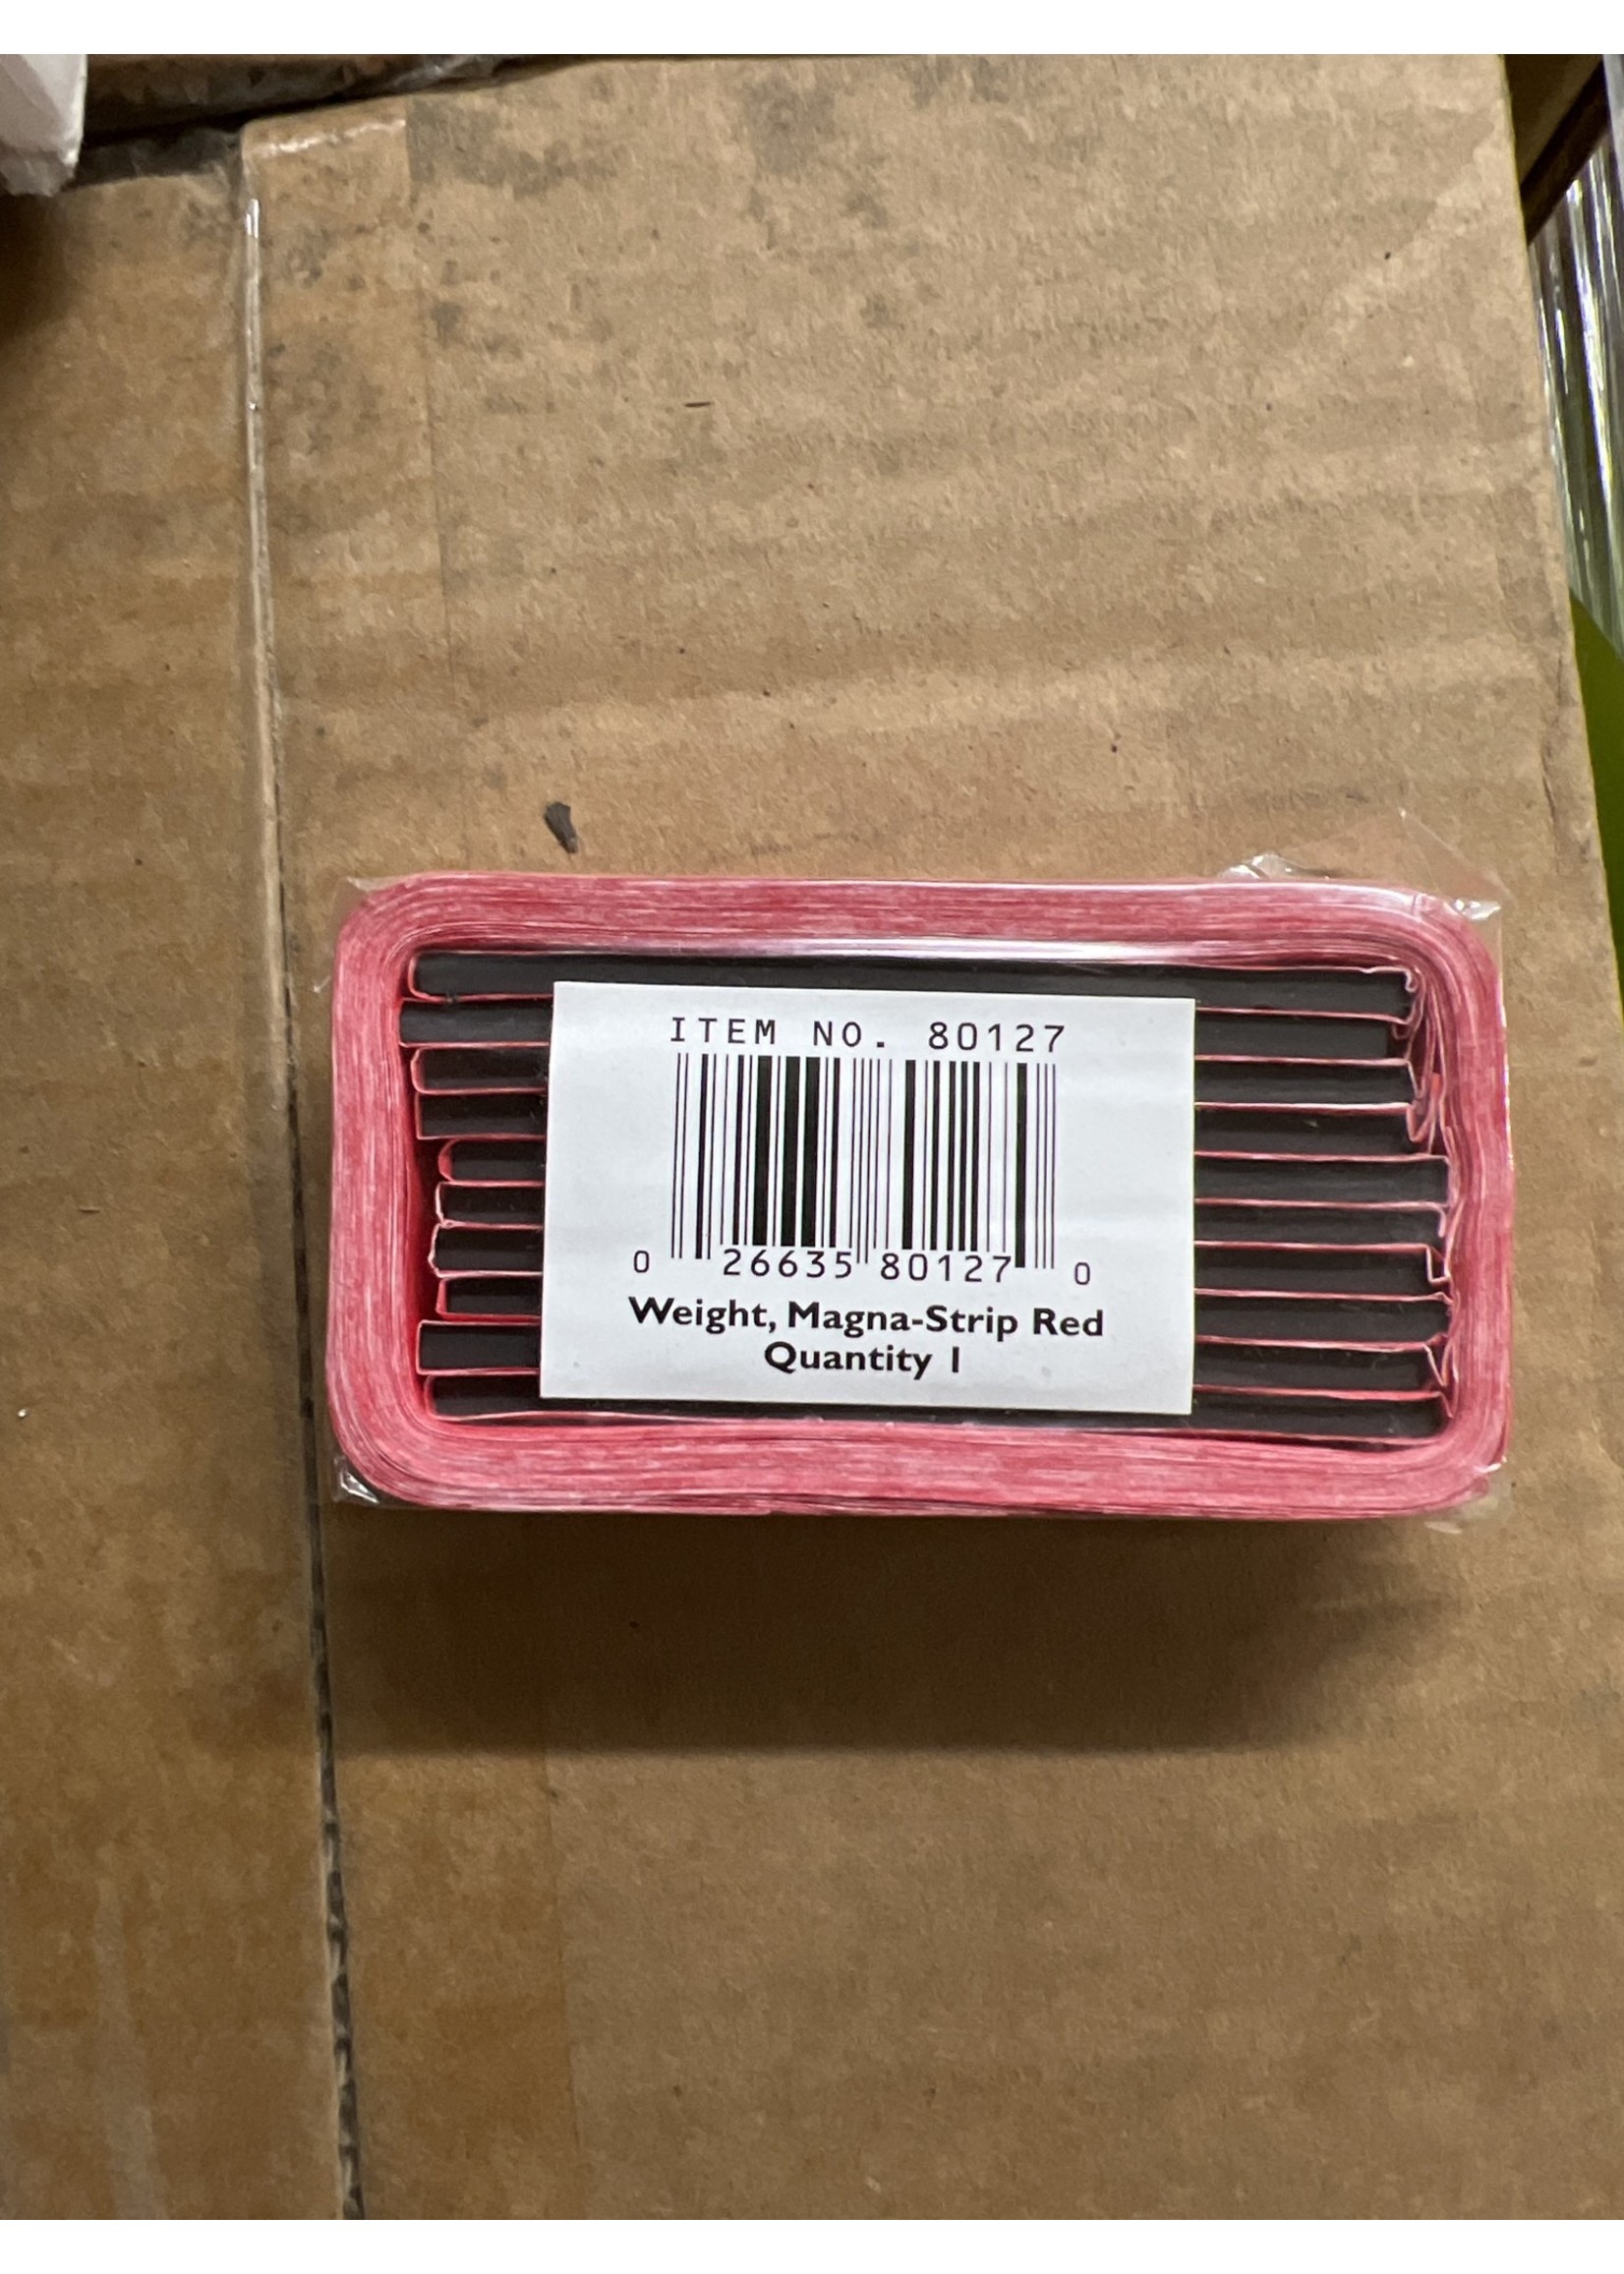 ITEM NO. 80127
0 26635 80127 0
Weight, Magna-Strip Red
Quantity 1